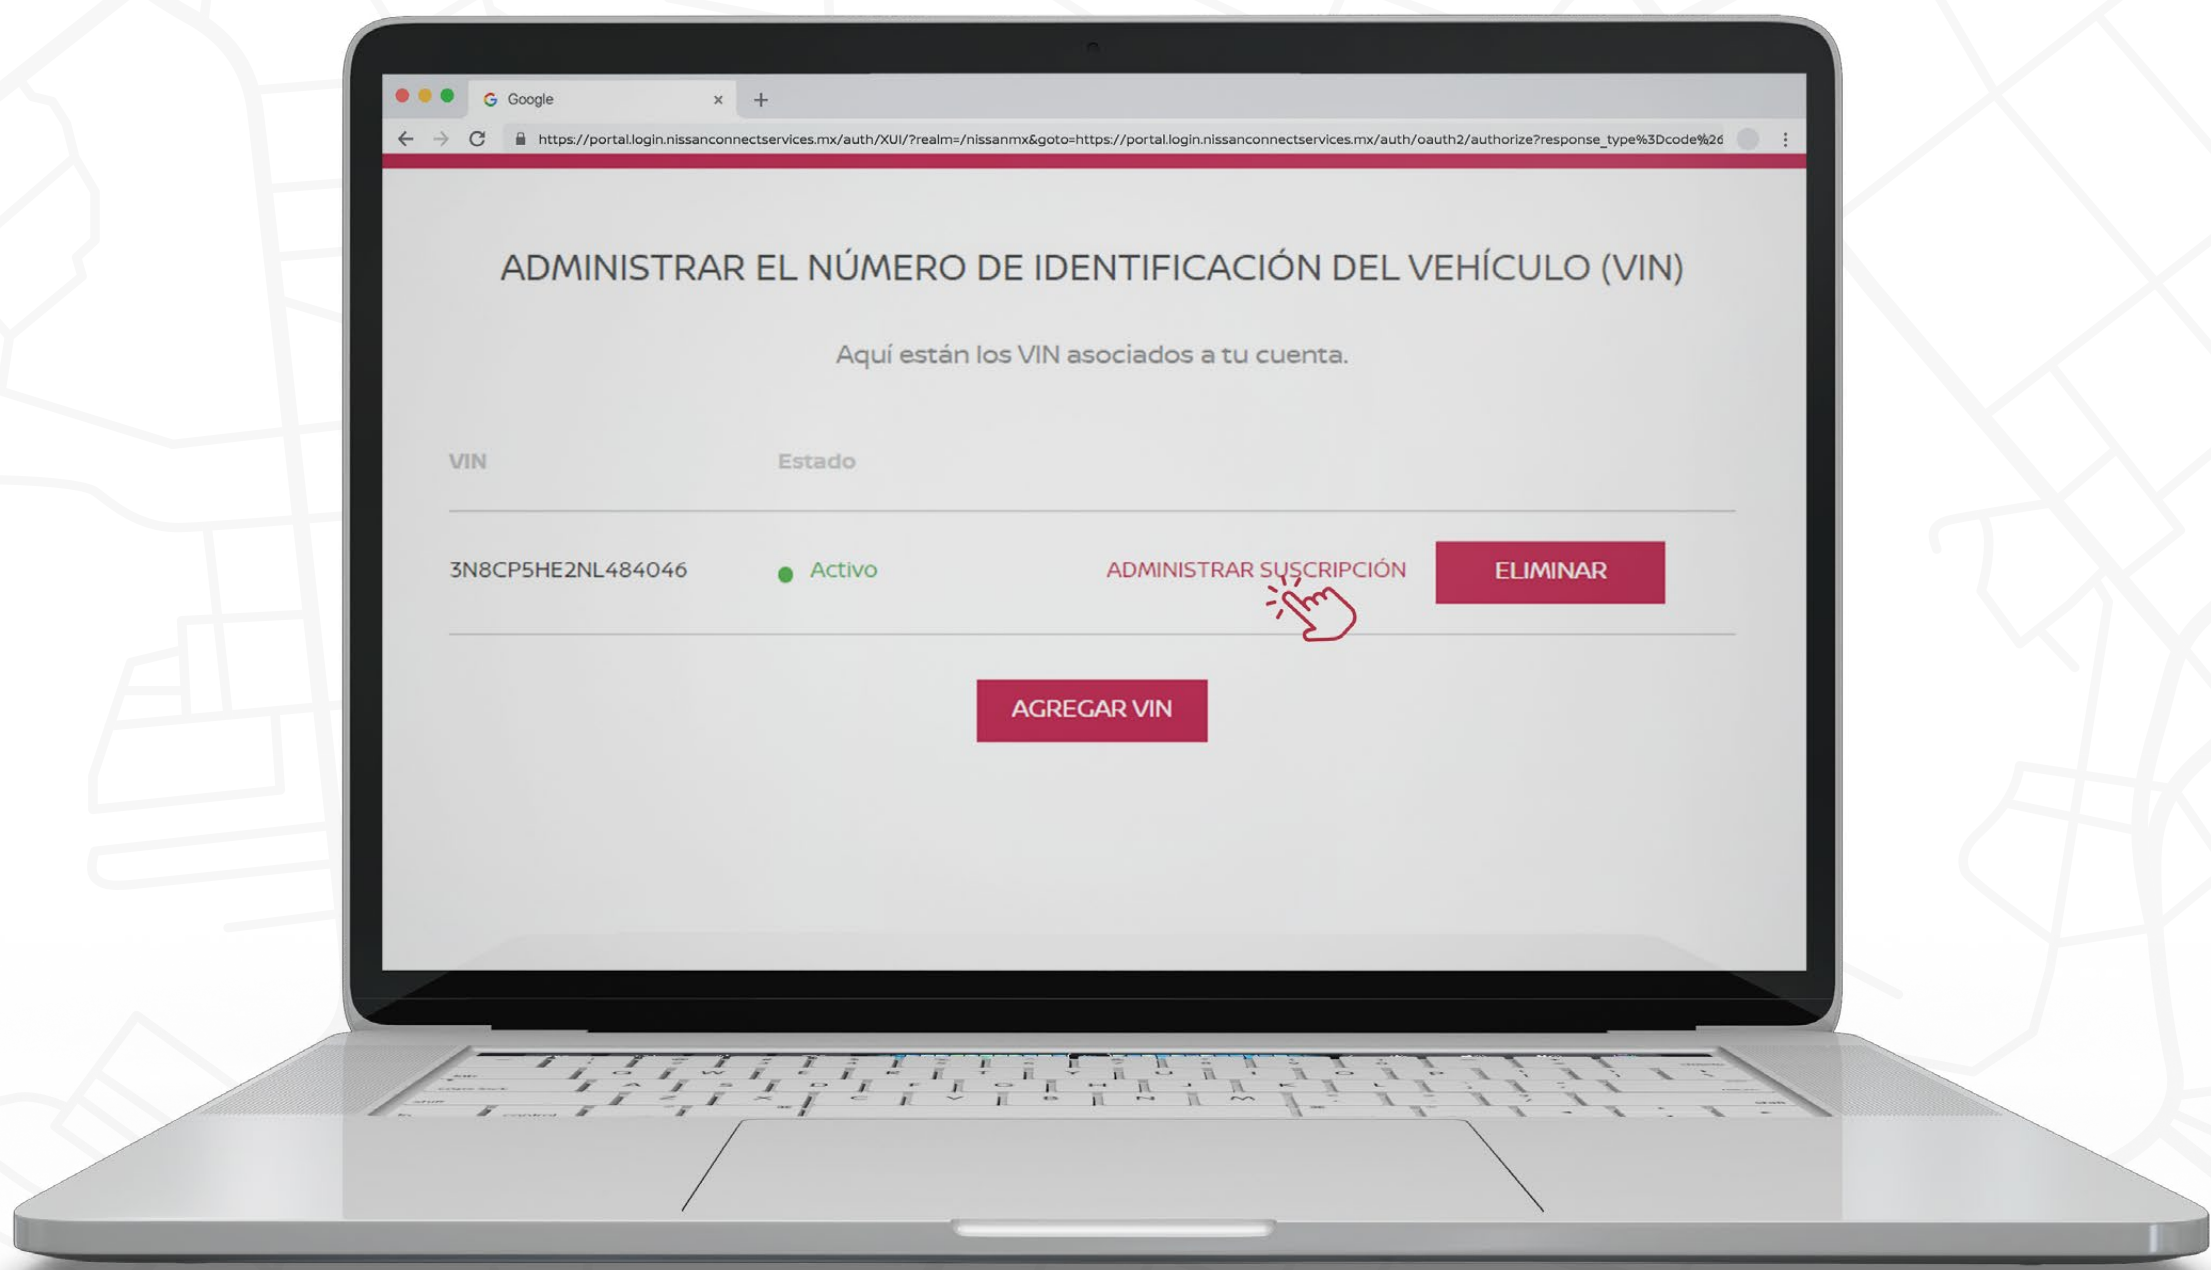 Google
https://portal.login.nissanconnectservices.mx/auth/XUI/?realm=/nissanmx&goto=https://portal.login.nissanconnectservices.mx/auth/oauth2/authorize?response_type%3Dcode%26
ADMINISTRAR EL NÚMERO DE IDENTIFICACIÓN DEL VEHÍCULO (VIN)
Aquí están los VIN asociados a tu cuenta.
VIN Estado
3N8CP5HE2NL484046 Activo ADMINISTRAR SUSCRIPCIÓN ELIMINAR
AGREGAR VIN